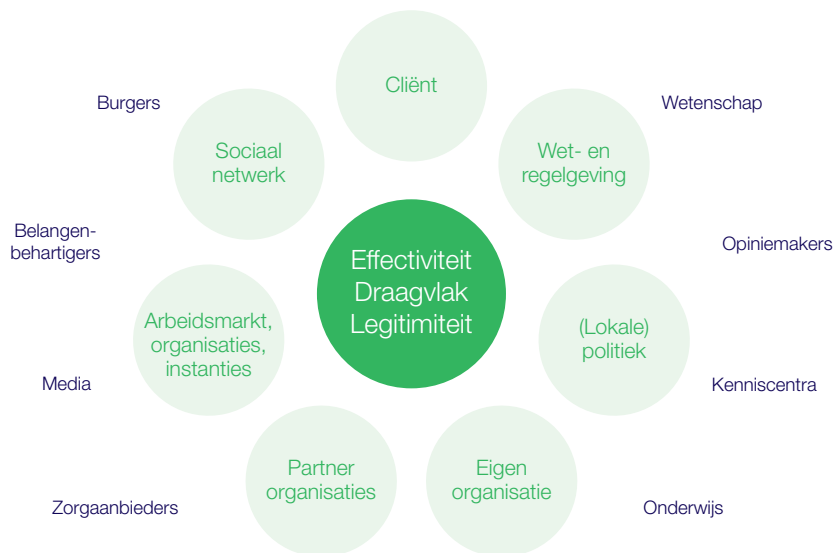 Cliënt
Burgers
Wetenschap
Sociaal
netwerk
Wet- en
regelgeving
Belangen-
behartigers
Opiniemakers
Effectiviteit
Draagvlak
Legitimiteit
Arbeidsmarkt,
organisaties,
instanties
(Lokale)
politiek
Media
Kenniscentra
Partner
organisaties
Eigen
organisatie
Zorgaanbieders
Onderwijs